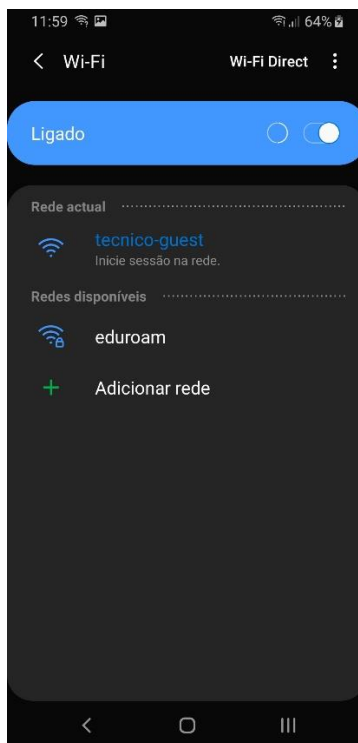 11:59 64%
Wi-Fi Wi-Fi Direct
Ligado
Rede actual
tecnico-guest
Inicie sessão na rede.
Redes disponíveis
eduroam
Adicionar rede